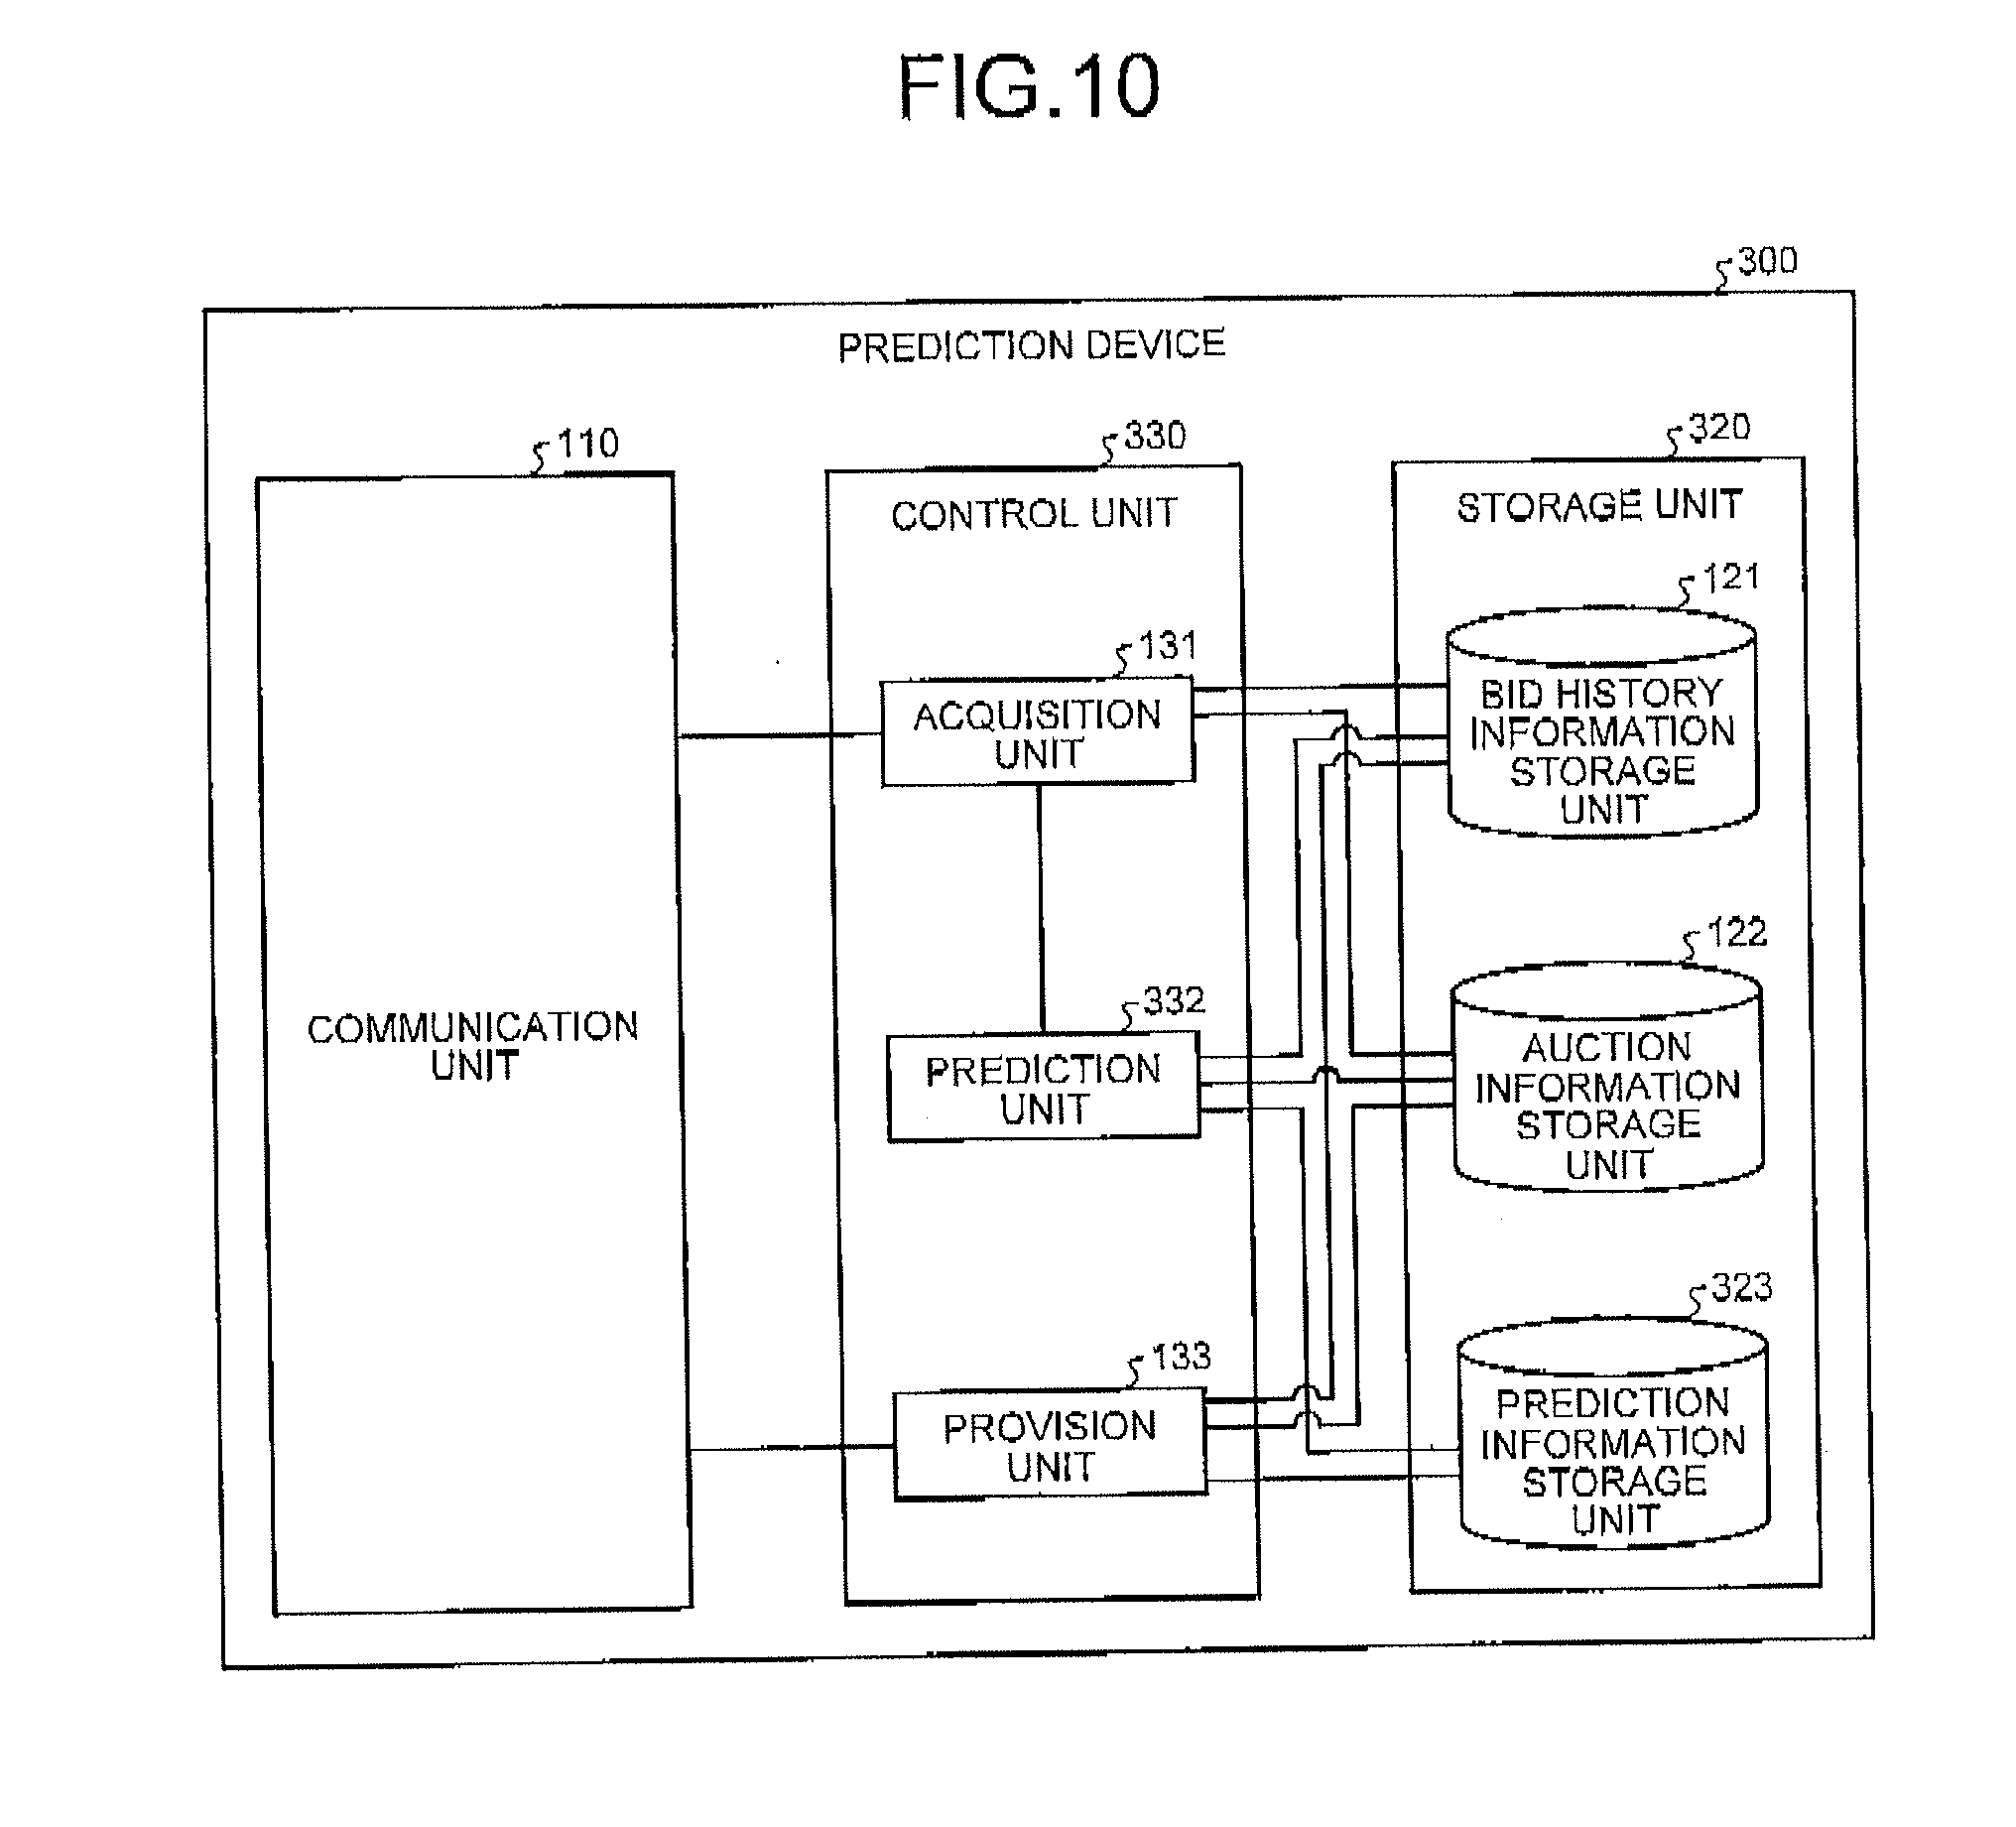 FIG.10
300
PREDICTION DEVICE
110
COMMUNICATION
UNIT
330
CONTROL UNIT
131
ACQUISITION
UNIT
332
PREDICTION
UNIT
133
PROVISION
UNIT
320
STORAGE UNIT
121
BID HISTORY
INFORMATION
STORAGE
UNIT
122
AUCTION
INFORMATION
STORAGE
UNIT
323
PREDICTION
INFORMATION
STORAGE
UNIT